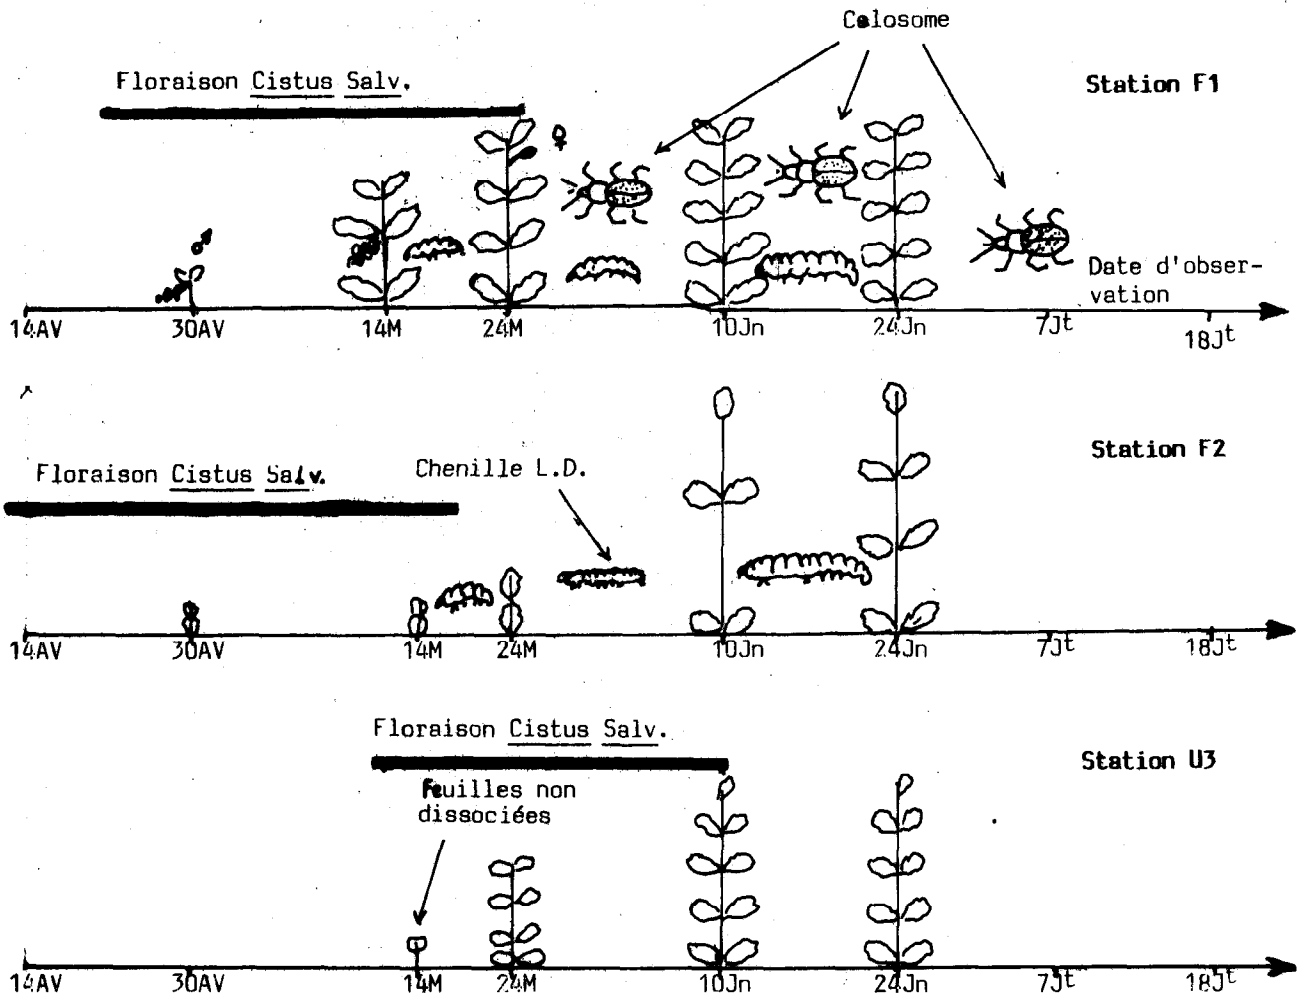 Calosome
Floraison Cistus Salv.
Station F1
♀
♂
Date d'obser-
vation
14AV 30AV 14M 24M 10Jn 24Jn 7Jt 18Jt
Floraison Cistus Salv.
Chenille L.D.
Station F2
14AV 30AV 14M 24M 10Jn 24Jn 7Jt 18Jt
Floraison Cistus Salv.
Station U3
Feuilles non
dissociées
14AV 30AV 14M 24M 10Jn 24Jn 7Jt 18Jt